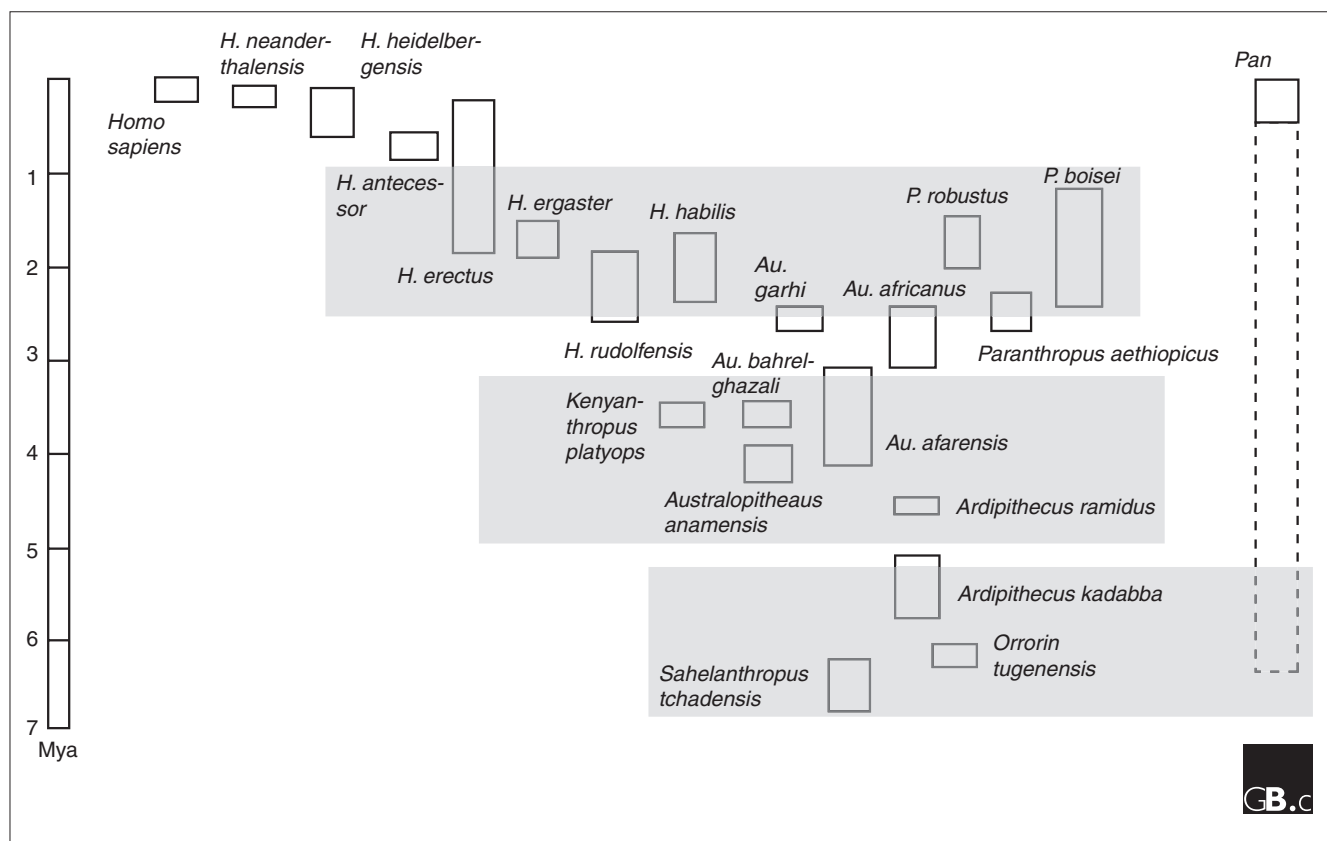 H. neander-
thalensis
H. heidelber-
gensis
Pan
Homo
sapiens
1
H. anteces-
sor
H. ergaster
H. habilis
P. robustus
P. boisei
2
H. erectus
Au.
garhi
Au. africanus
3
H. rudolfensis
Au. bahrel-
ghazali
Paranthropus aethiopicus
Kenyan-
thropus
platyops
4
Au. afarensis
Australopitheaus
anamensis
Ardipithecus ramidus
5
Ardipithecus kadabba
6
Orrorin
tugenensis
Sahelanthropus
tchadensis
7
Mya
GB.c